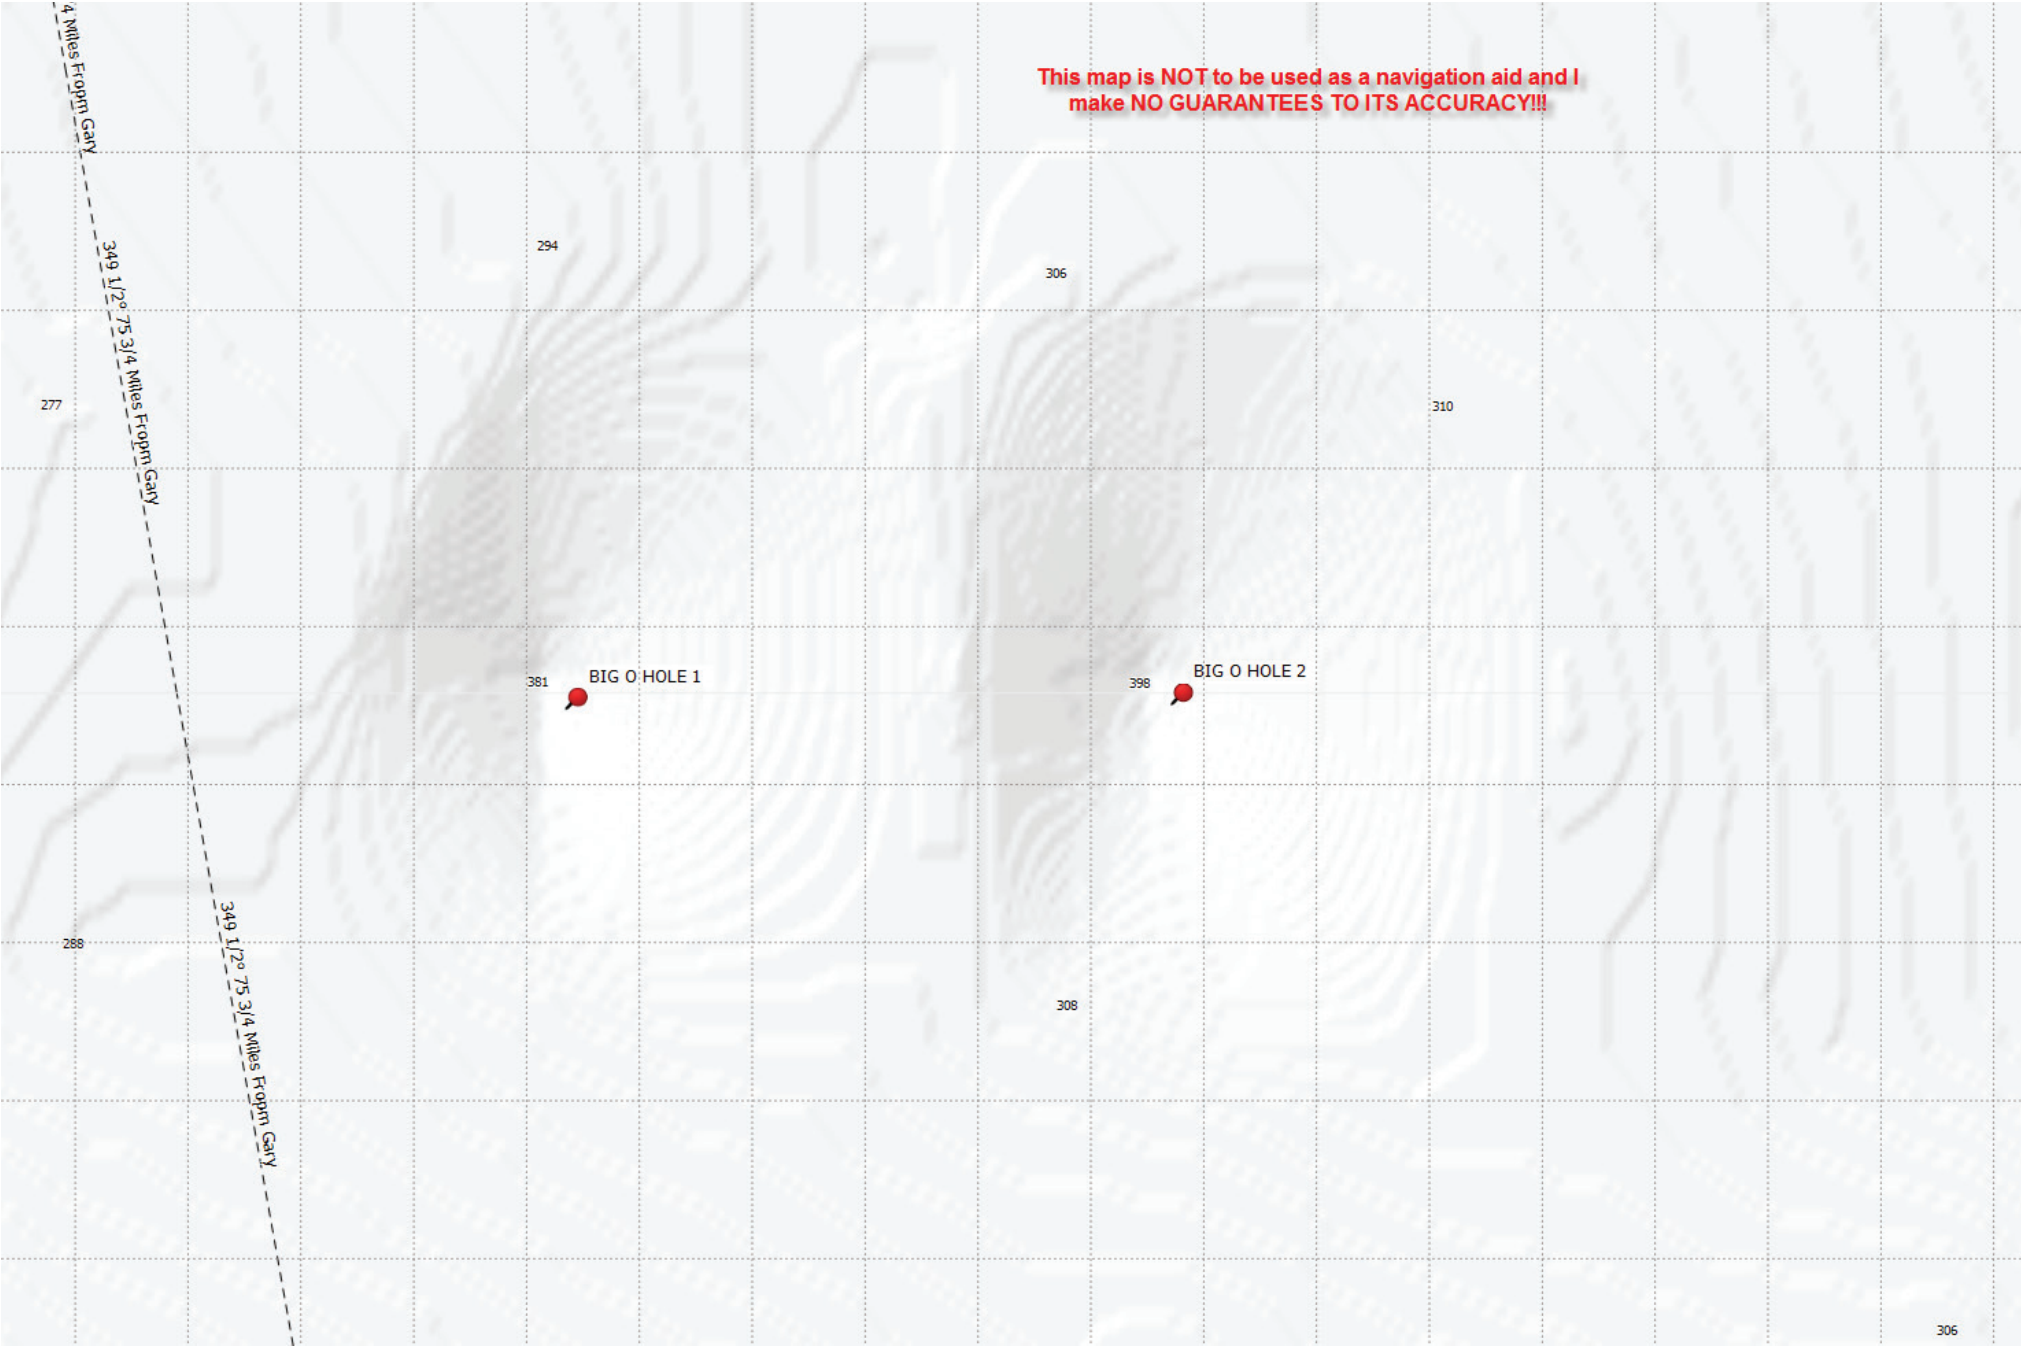 4 Miles Fropm Gary
This map is NOT to be used as a navigation aid and I
make NO GUARANTEES TO ITS ACCURACY!!!
294
306
349 1/2º 75 3/4 Miles Fropm Gary
277
310
381
BIG O HOLE 1
398
BIG O HOLE 2
288
349 1/2º 75 3/4 Miles Fropm Gary
308
306